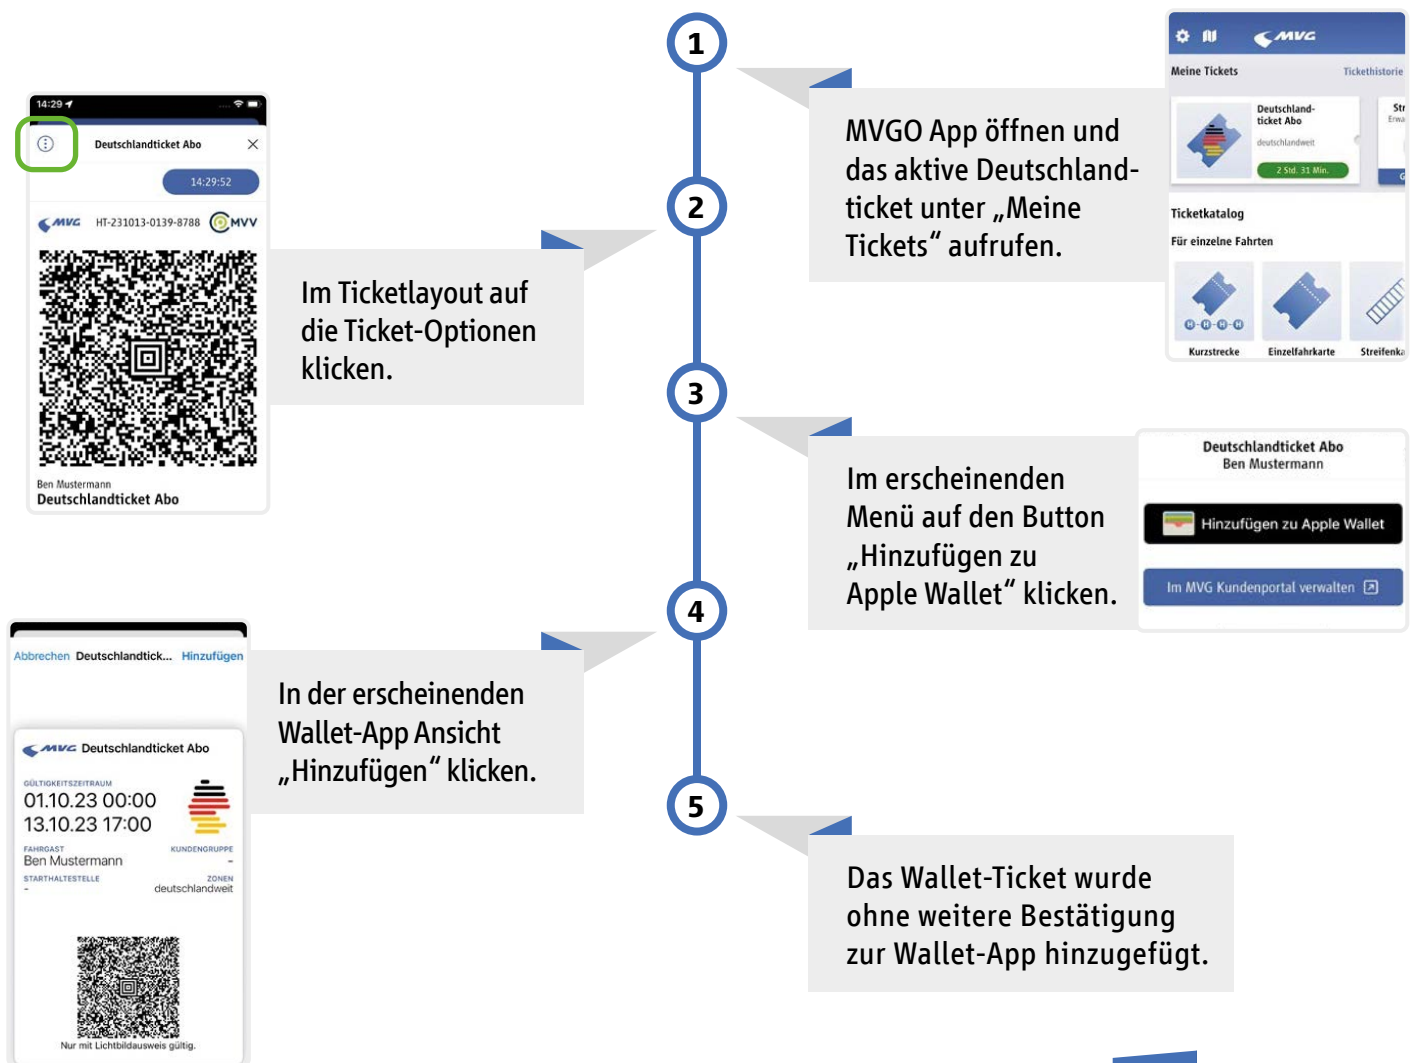 1
MVG
Meine Tickets
Tickethistorie
Deutschland-
ticket Abo
deutschlandweit
2 Std. 31 Min.
Ticketkatalog
Für einzelne Fahrten
Kurzstrecke
Einzelfahrkarte
MVGO App öffnen und
das aktive Deutschland-
ticket unter „Meine
Tickets“ aufrufen.
2
14:29
Deutschlandticket Abo
14:29:52
MVG HT-231013-0139-8788 MVV
Ben Mustermann
Deutschlandticket Abo
Im Ticketlayout auf
die Ticket-Optionen
klicken.
3
Im erscheinenden
Menü auf den Button
„Hinzufügen zu
Apple Wallet“ klicken.
Deutschlandticket Abo
Ben Mustermann
Hinzufügen zu Apple Wallet
Im MVG Kundenportal verwalten
4
Abbrechen Deutschlandtick... Hinzufügen
MVG Deutschlandticket Abo
GÜLTIGKEITSZEITRAUM
01.10.23 00:00
13.10.23 17:00
FAHRGAST KUNDENGRUPPE
Ben Mustermann -
STARTHALTESTELLE ZONEN
- deutschlandweit
Nur mit Lichtbildausweis gültig.
In der erscheinenden
Wallet-App Ansicht
„Hinzufügen“ klicken.
5
Das Wallet-Ticket wurde
ohne weitere Bestätigung
zur Wallet-App hinzugefügt.